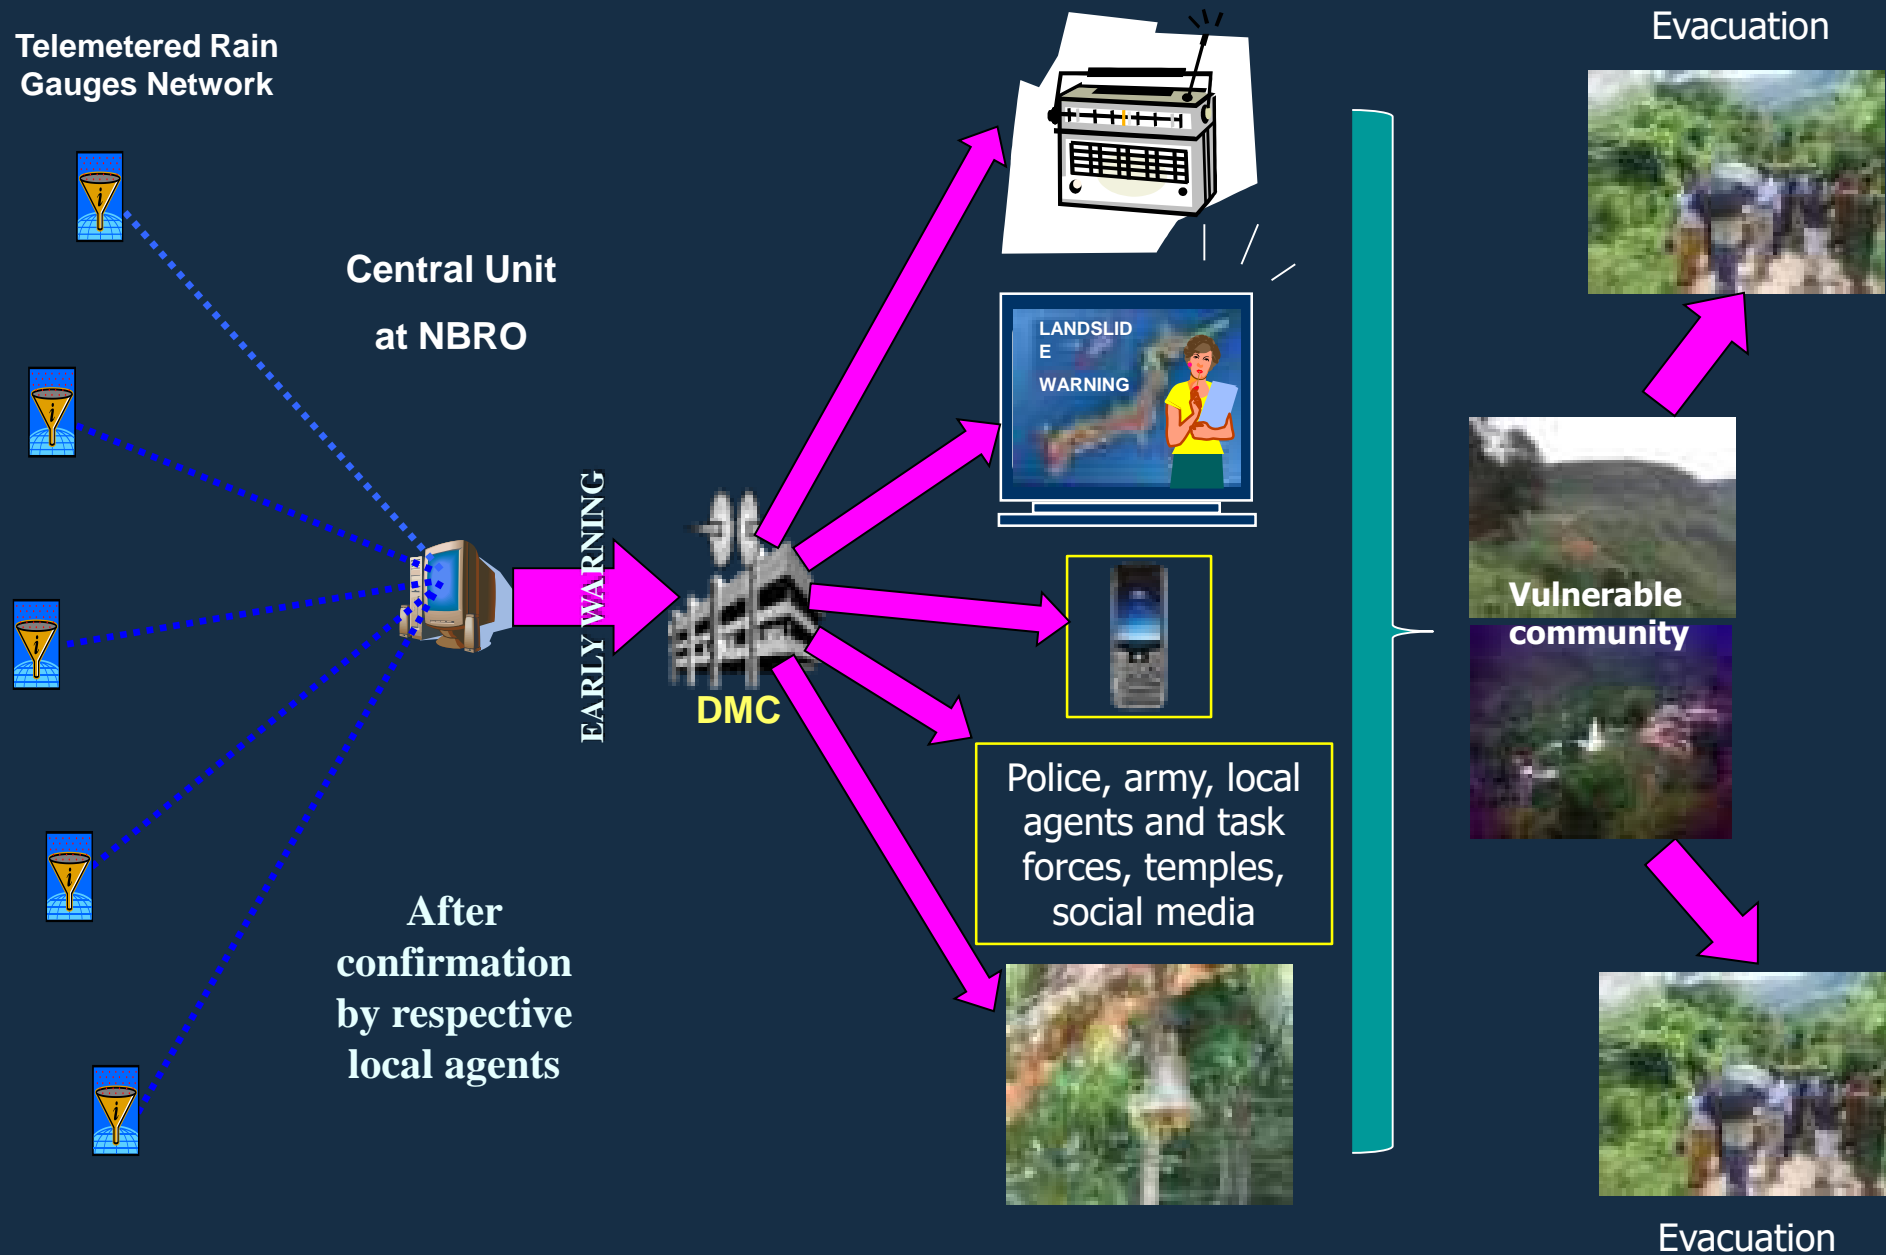 Telemetered Rain
Gauges Network
Central Unit
at NBRO
EARLY WARNING
DMC
After
confirmation
by respective
local agents
LANDSLID
E
WARNING
Police, army, local
agents and task
forces, temples,
social media
Evacuation
Vulnerable
community
Evacuation
i
i
i
i
i